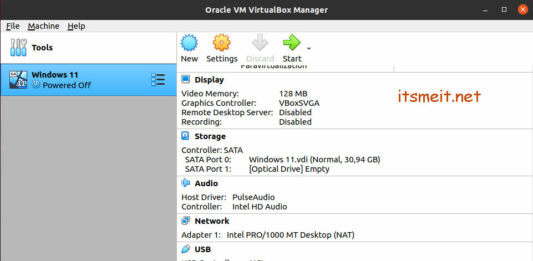 Oracle VM VirtualBox Manager
File Machine Help
Tools
New Settings Discard Start
Windows 11
Powered Off
Paravirtualization
Display
Video Memory: 128 MB
Graphics Controller: VBoxSVGA
Remote Desktop Server: Disabled
Recording: Disabled
itsmeit.net
Storage
Controller: SATA
SATA Port 0: Windows 11.vdi (Normal, 30,94 GB)
SATA Port 1: [Optical Drive] Empty
Audio
Host Driver: PulseAudio
Controller: Intel HD Audio
Network
Adapter 1: Intel PRO/1000 MT Desktop (NAT)
USB